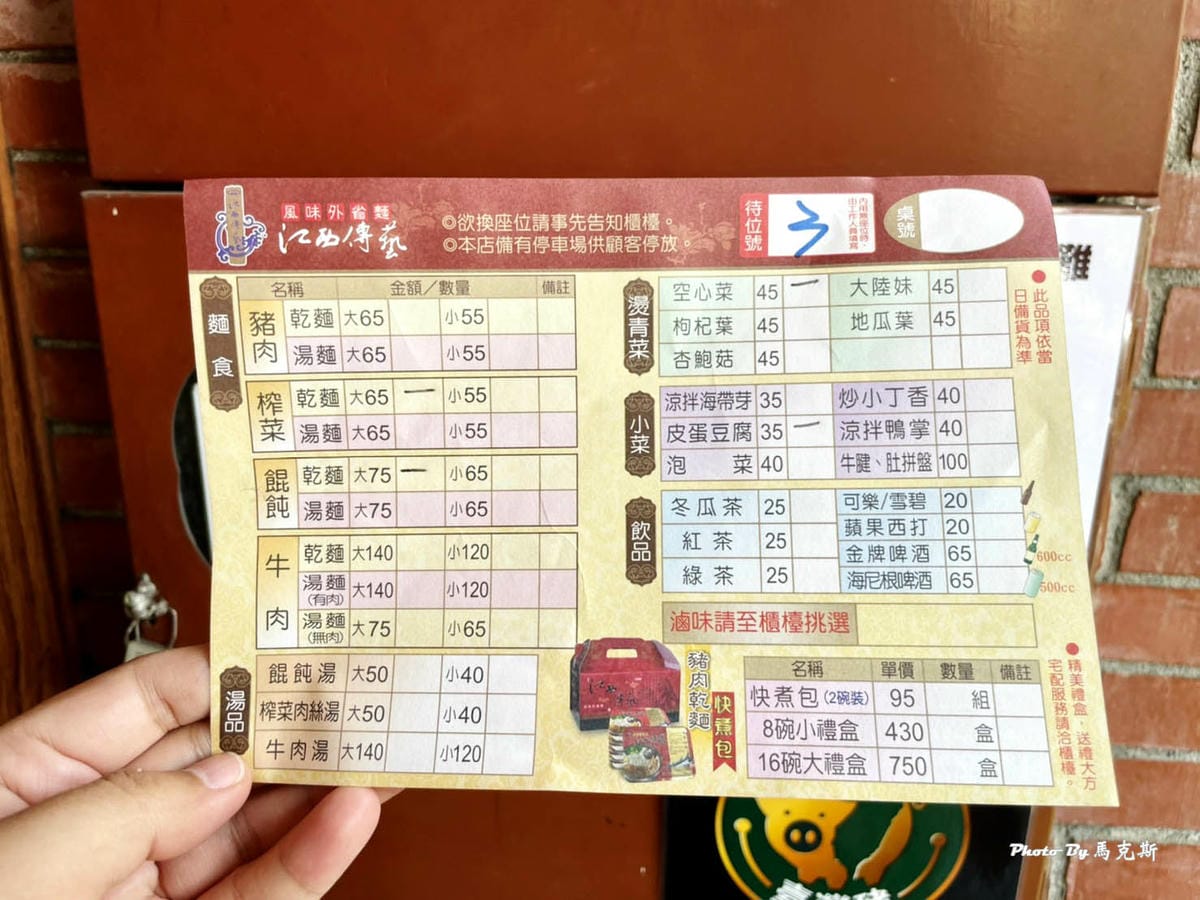 風味外省麵
江西傳藝
◎欲換座位請事先告知櫃檯。
◎本店備有停車場供顧客停放。
待位號
3
內用無座位時,
由工作人員填寫
桌號
麵食
名稱 金額/數量 備註
豬肉 乾麵 大65 小55
湯麵 大65 小55
榨菜 乾麵 大65 一 小55
湯麵 大65 小55
餛飩 乾麵 大75 一 小65
湯麵 大75 小65
牛肉 乾麵 大140 小120
湯麵(有肉) 大140 小120
湯麵(無肉) 大75 小65
湯品
餛飩湯 大50 小40
榨菜肉絲湯 大50 小40
牛肉湯 大140 小120
燙青菜
空心菜 45 一 大陸妹 45
枸杞葉 45 地瓜葉 45
杏鮑菇 45
●此品項依當
日備貨為準
小菜
涼拌海帶芽 35 炒小丁香 40
皮蛋豆腐 35 一 涼拌鴨掌 40
泡菜 40 牛腱、肚拼盤 100
飲品
冬瓜茶 25 可樂/雪碧 20
紅茶 25 蘋果西打 20
綠茶 25 金牌啤酒 65 600cc
海尼根啤酒 65 500cc
滷味請至櫃檯挑選
豬肉乾麵
快煮包
名稱 單價 數量 備註
快煮包(2碗裝) 95 組
8碗小禮盒 430 盒
16碗大禮盒 750 盒
●精美禮盒,送禮大方
宅配服務請洽櫃檯。
雞
Photo By 馬克斯